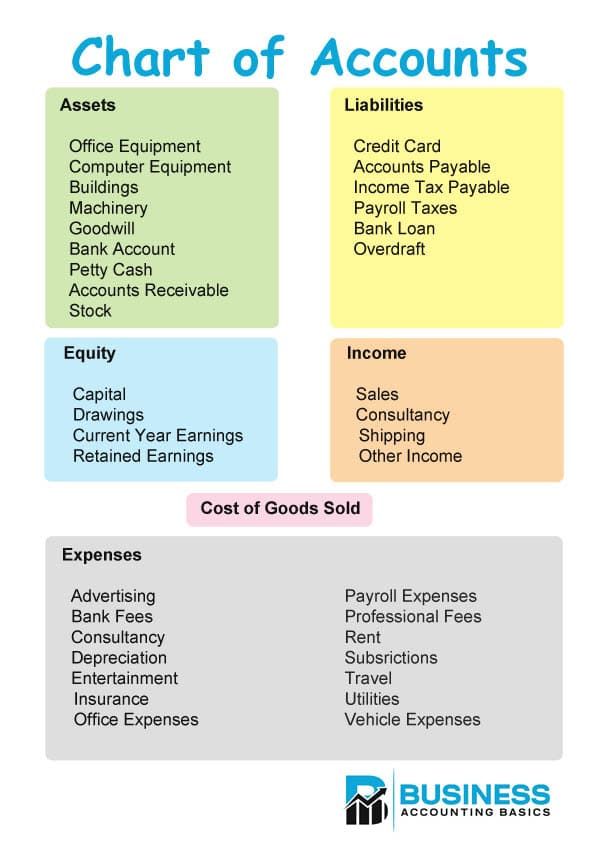 Chart of Accounts
Assets
Office Equipment
Computer Equipment
Buildings
Machinery
Goodwill
Bank Account
Petty Cash
Accounts Receivable
Stock
Liabilities
Credit Card
Accounts Payable
Income Tax Payable
Payroll Taxes
Bank Loan
Overdraft
Equity
Capital
Drawings
Current Year Earnings
Retained Earnings
Income
Sales
Consultancy
Shipping
Other Income
Cost of Goods Sold
Expenses
Advertising
Bank Fees
Consultancy
Depreciation
Entertainment
Insurance
Office Expenses
Payroll Expenses
Professional Fees
Rent
Subsrictions
Travel
Utilities
Vehicle Expenses
BUSINESS
ACCOUNTING BASICS